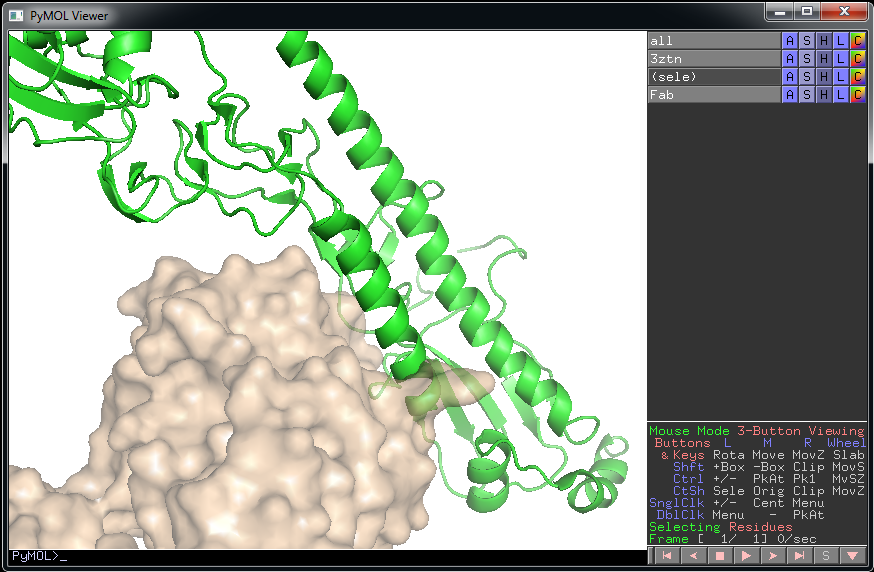 PyMOL Viewer
all A S H L C
3ztn A S H L C
(sele) A S H L C
Fab A S H L C
Mouse Mode 3-Button Viewing
Buttons L M R Wheel
& Keys Rota Move MovZ Slab
Shft +Box -Box Clip MovS
Ctrl +/- PkAt Pk1 MvSZ
CtSh Sele Orig Clip MovZ
SnglClk +/- Cent Menu
DblClk Menu - PkAt
Selecting Residues
Frame [ 1/ 1] 0/sec
PyMOL>_
S